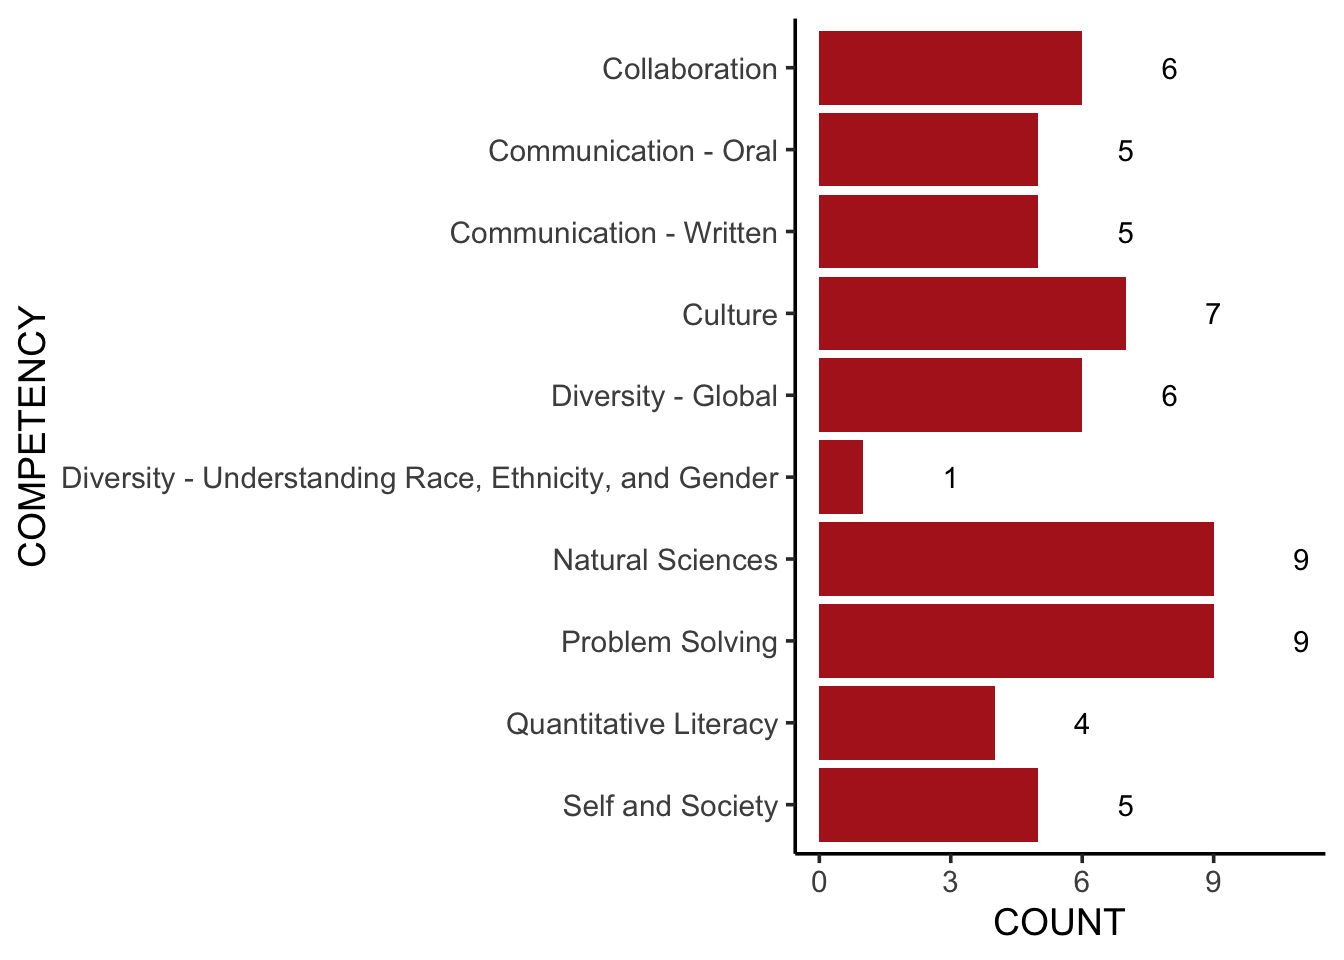 COMPETENCY
Collaboration 6
Communication - Oral 5
Communication - Written 5
Culture 7
Diversity - Global 6
Diversity - Understanding Race, Ethnicity, and Gender 1
Natural Sciences 9
Problem Solving 9
Quantitative Literacy 4
Self and Society 5
0 3 6 9
COUNT